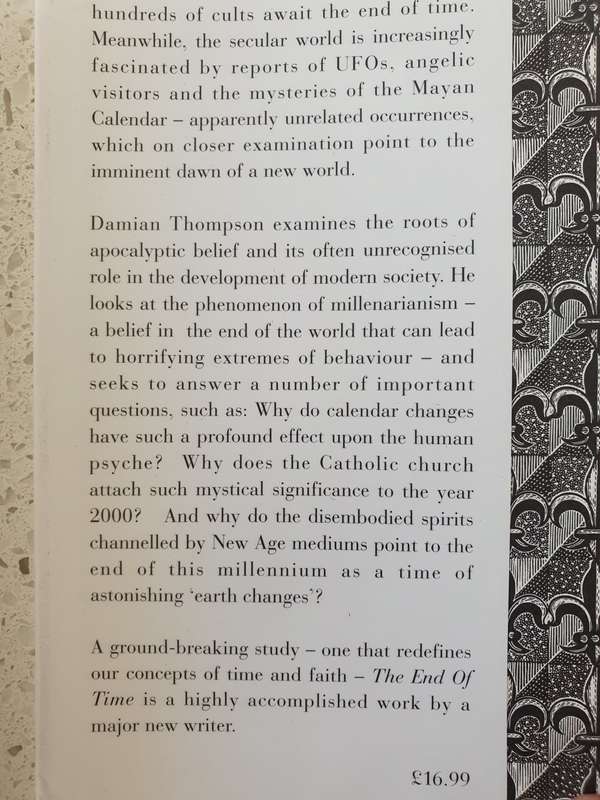 hundreds of cults await the end of time.
Meanwhile, the secular world is increasingly
fascinated by reports of UFOs, angelic
visitors and the mysteries of the Mayan
Calendar – apparently unrelated occurrences,
which on closer examination point to the
imminent dawn of a new world.
Damian Thompson examines the roots of
apocalyptic belief and its often unrecognised
role in the development of modern society. He
looks at the phenomenon of millenarianism –
a belief in the end of the world that can lead
to horrifying extremes of behaviour – and
seeks to answer a number of important
questions, such as: Why do calendar changes
have such a profound effect upon the human
psyche? Why does the Catholic church
attach such mystical significance to the year
2000? And why do the disembodied spirits
channelled by New Age mediums point to the
end of this millennium as a time of
astonishing ‘earth changes’?
A ground-breaking study – one that redefines
our concepts of time and faith – The End Of
Time is a highly accomplished work by a
major new writer.
£16.99